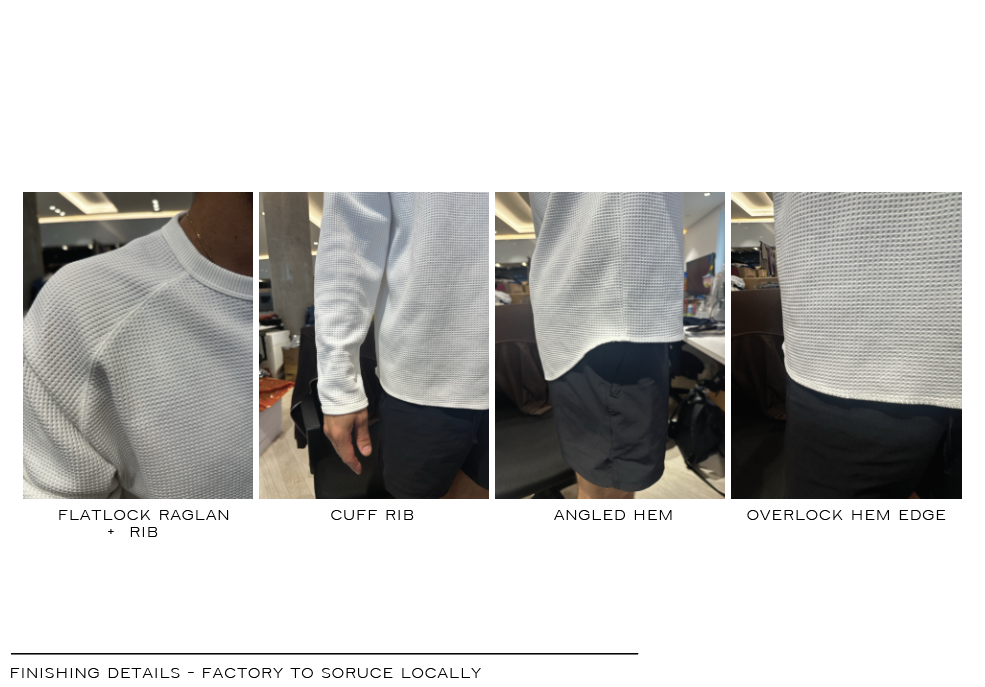 FLATLOCK RAGLAN
+ RIB
CUFF RIB
ANGLED HEM
OVERLOCK HEM EDGE
FINISHING DETAILS - FACTORY TO SORUCE LOCALLY